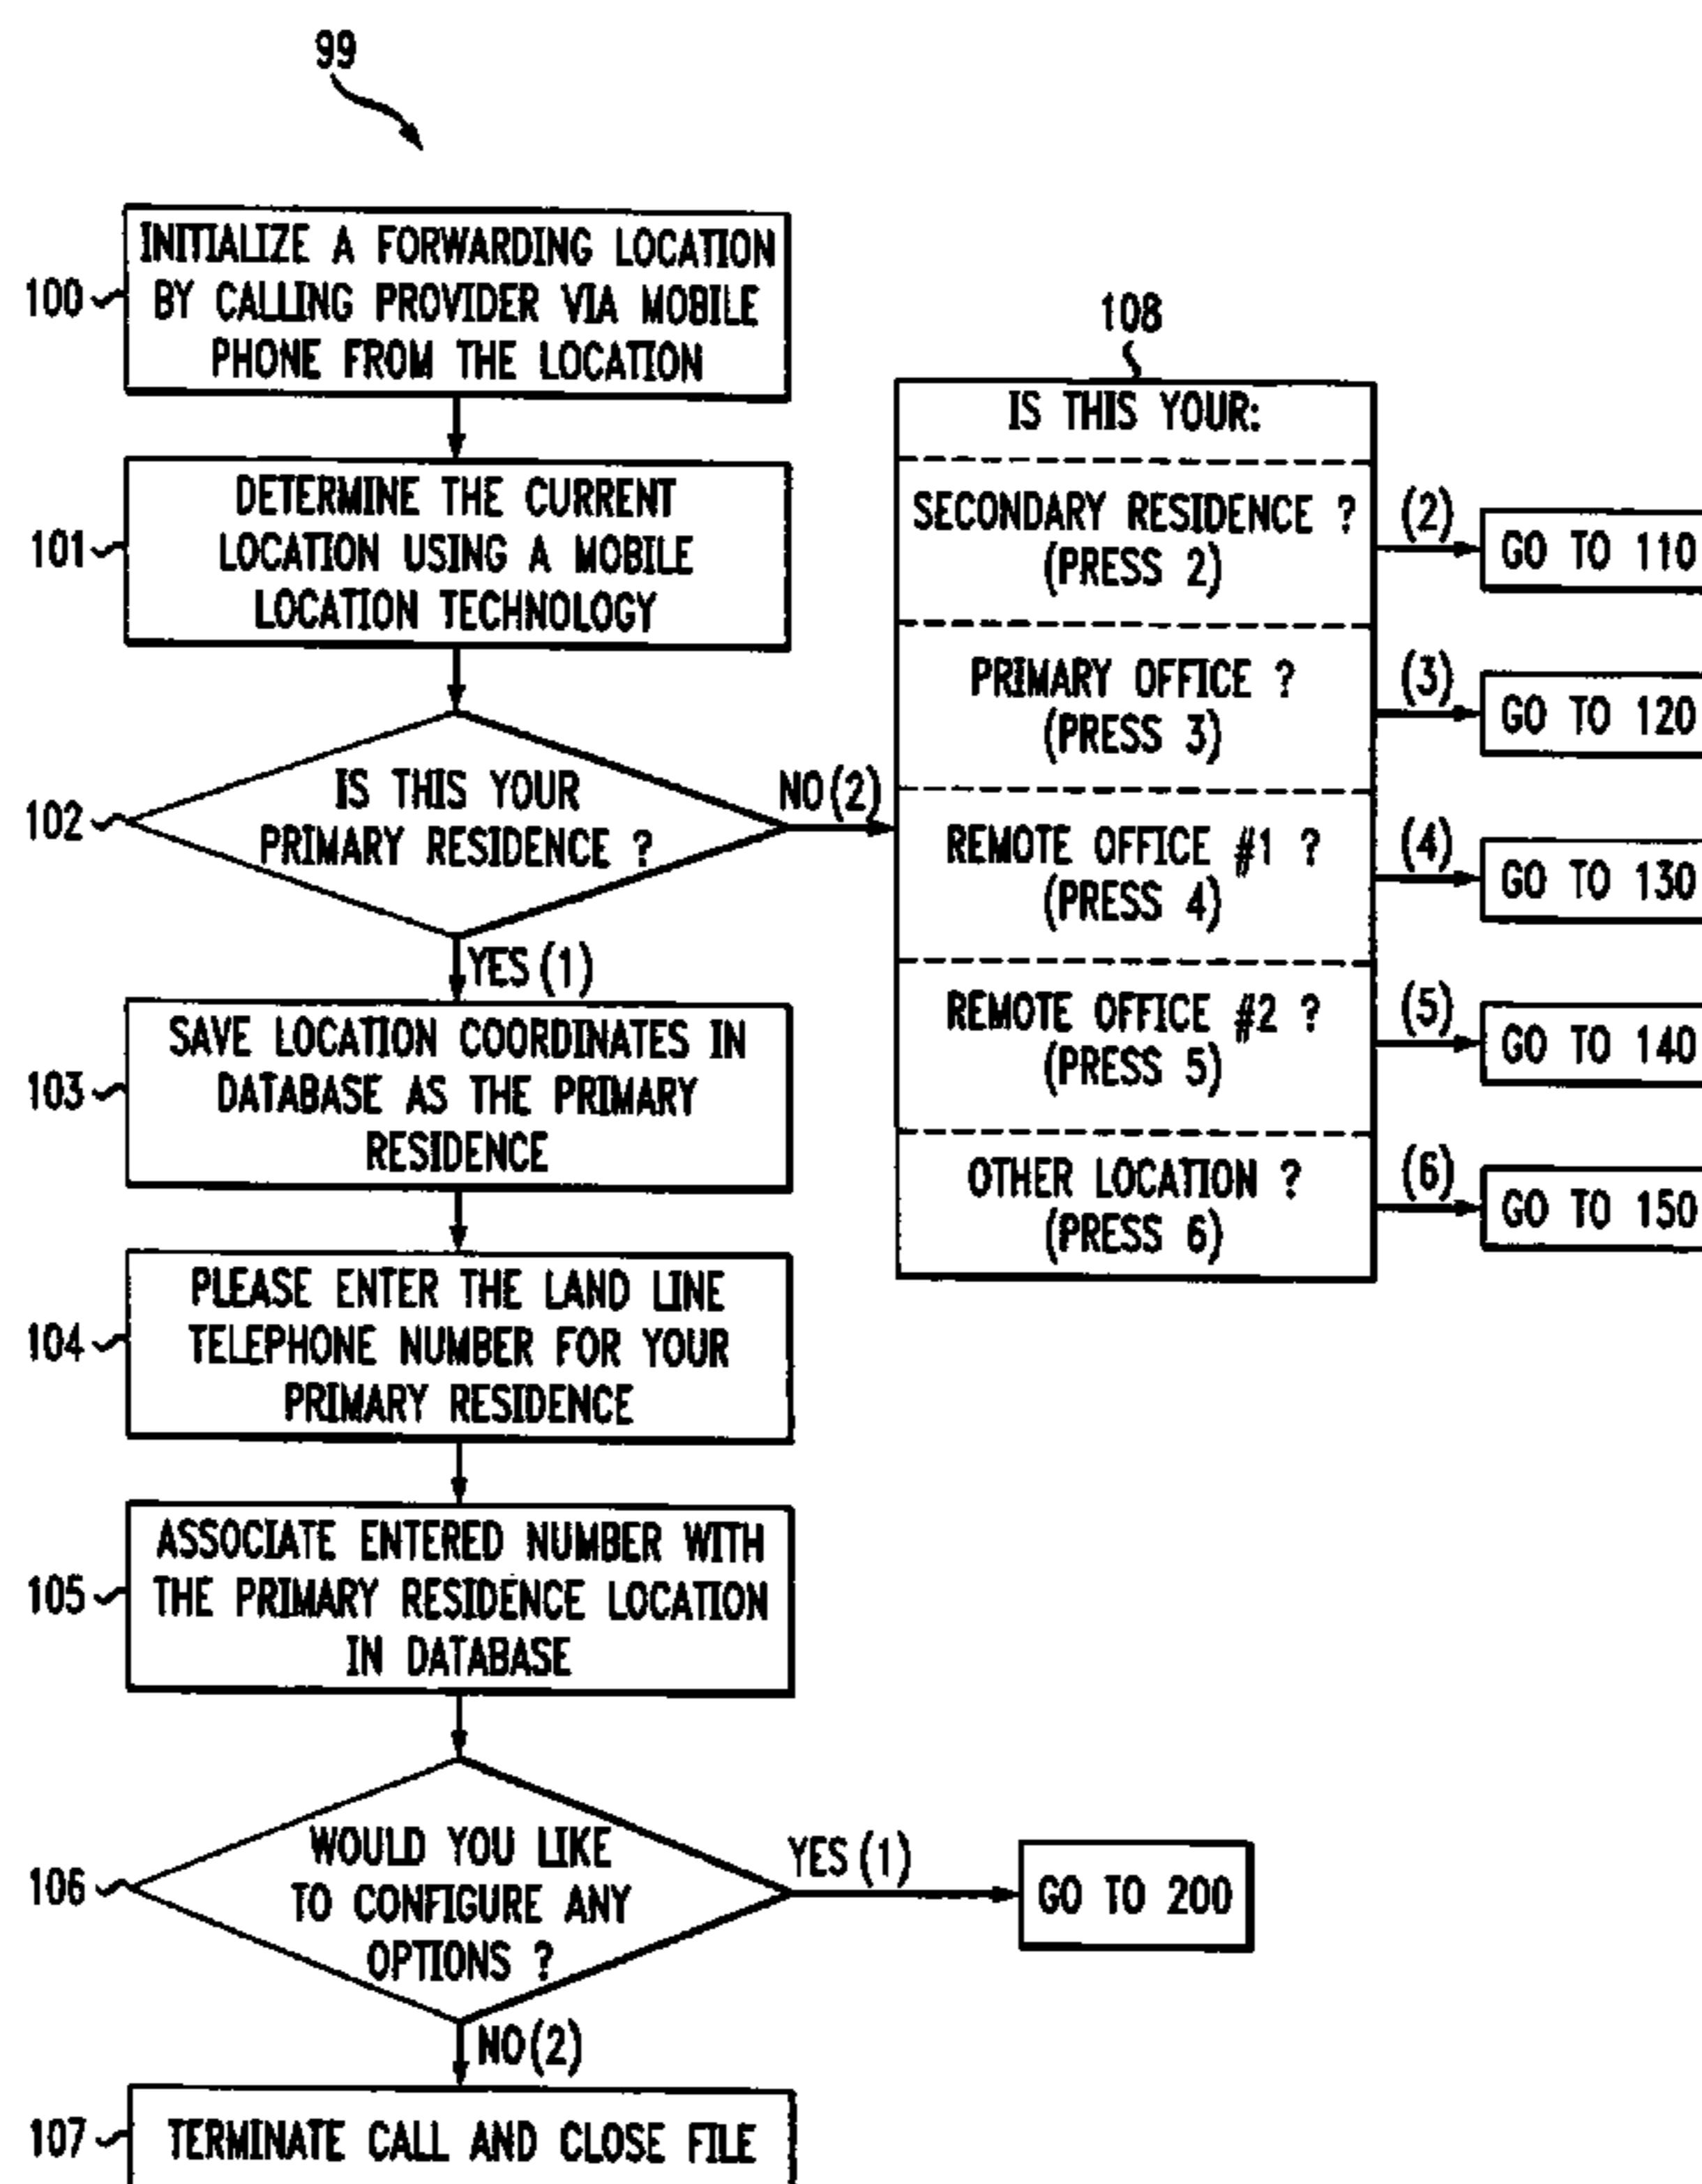 99
100
INITIALIZE A FORWARDING LOCATION
BY CALLING PROVIDER VIA MOBILE
PHONE FROM THE LOCATION
101
DETERMINE THE CURRENT
LOCATION USING A MOBILE
LOCATION TECHNOLOGY
102
IS THIS YOUR
PRIMARY RESIDENCE ?
NO(2)
YES(1)
103
SAVE LOCATION COORDINATES IN
DATABASE AS THE PRIMARY
RESIDENCE
104
PLEASE ENTER THE LAND LINE
TELEPHONE NUMBER FOR YOUR
PRIMARY RESIDENCE
105
ASSOCIATE ENTERED NUMBER WITH
THE PRIMARY RESIDENCE LOCATION
IN DATABASE
106
WOULD YOU LIKE
TO CONFIGURE ANY
OPTIONS ?
YES(1)
GO TO 200
NO(2)
107
TERMINATE CALL AND CLOSE FILE
108
IS THIS YOUR:
SECONDARY RESIDENCE ?
(PRESS 2)
(2)
GO TO 110
PRIMARY OFFICE ?
(PRESS 3)
(3)
GO TO 120
REMOTE OFFICE #1 ?
(PRESS 4)
(4)
GO TO 130
REMOTE OFFICE #2 ?
(PRESS 5)
(5)
GO TO 140
OTHER LOCATION ?
(PRESS 6)
(6)
GO TO 150